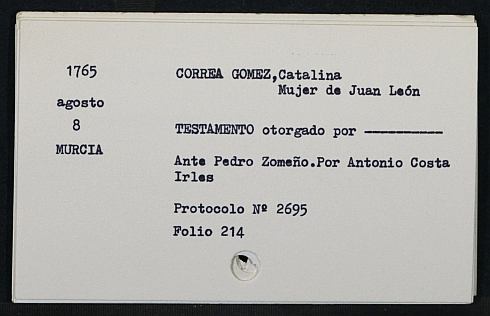 1765
agosto
8
MURCIA
CORREA GOMEZ,Catalina
Mujer de Juan León
TESTAMENTO otorgado por ----------
Ante Pedro Zomeño.Por Antonio Costa
Irles
Protocolo Nº 2695
Folio 214